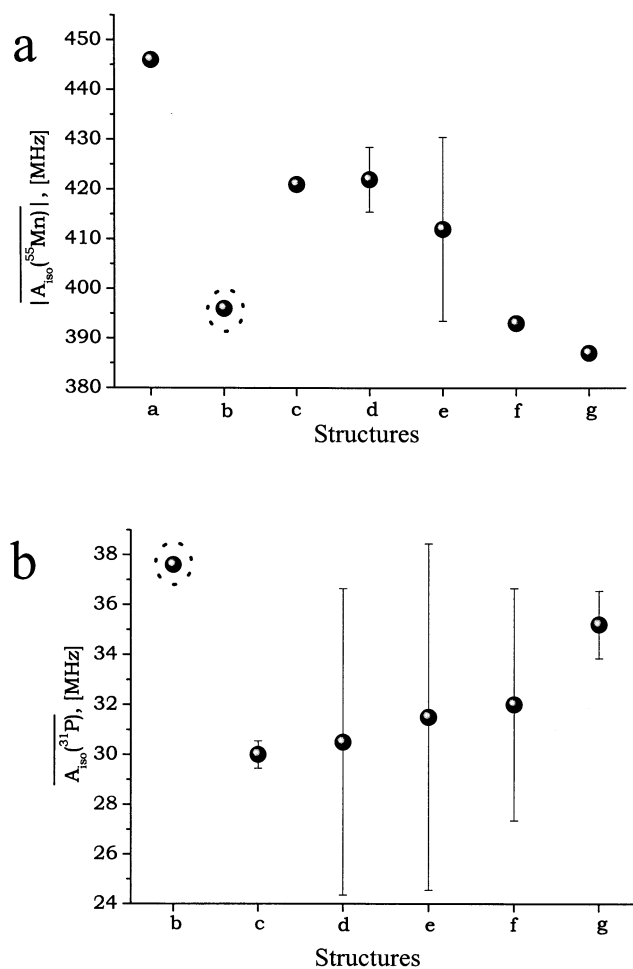 a
450
440
430
420
410
400
390
380
|A_iso(^55Mn)|, [MHz]
a b c d e f g
Structures
b
38
36
34
32
30
28
26
24
A_iso(^31P), [MHz]
b c d e f g
Structures